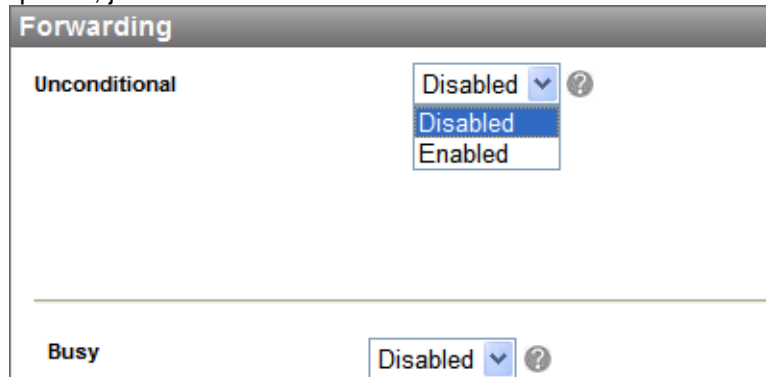 Forwarding
Unconditional Disabled
Disabled
Enabled
Busy Disabled